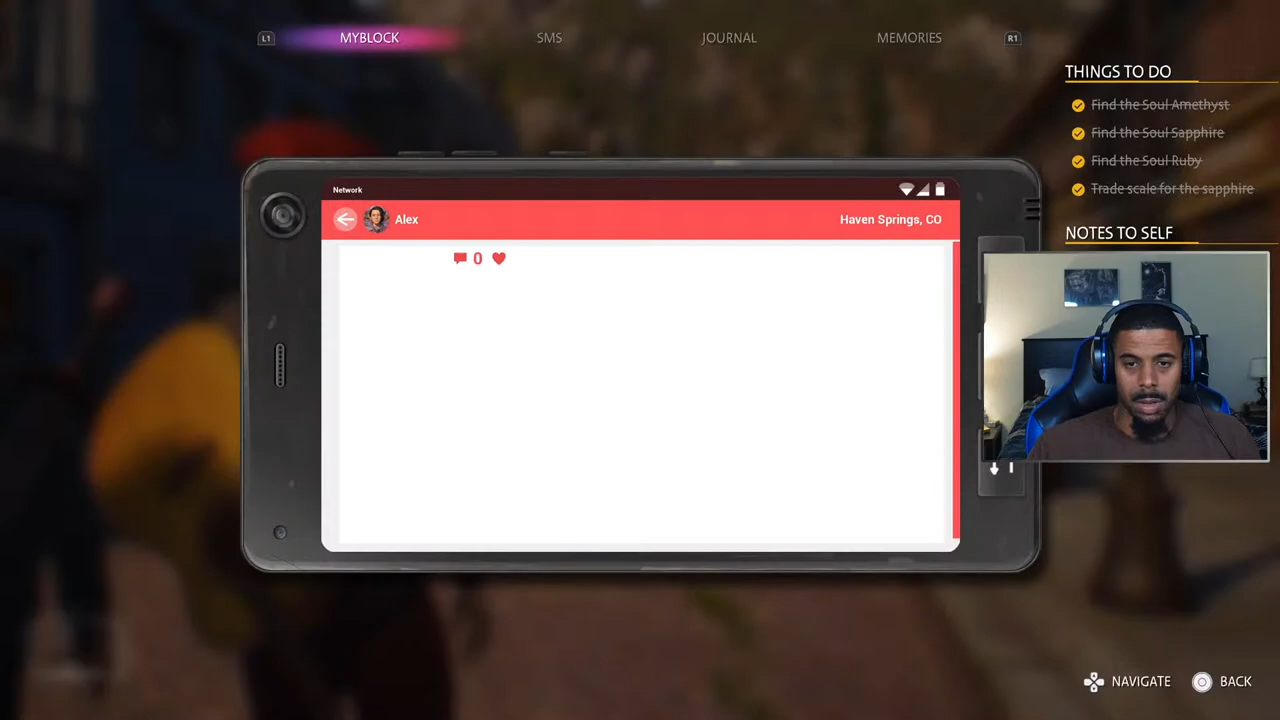 L1
MYBLOCK
SMS
JOURNAL
MEMORIES
R1
THINGS TO DO
Find the Soul Amethyst
Find the Soul Sapphire
Find the Soul Ruby
Trade scale for the sapphire
NOTES TO SELF
Network
Alex
Haven Springs, CO
0
NAVIGATE
BACK